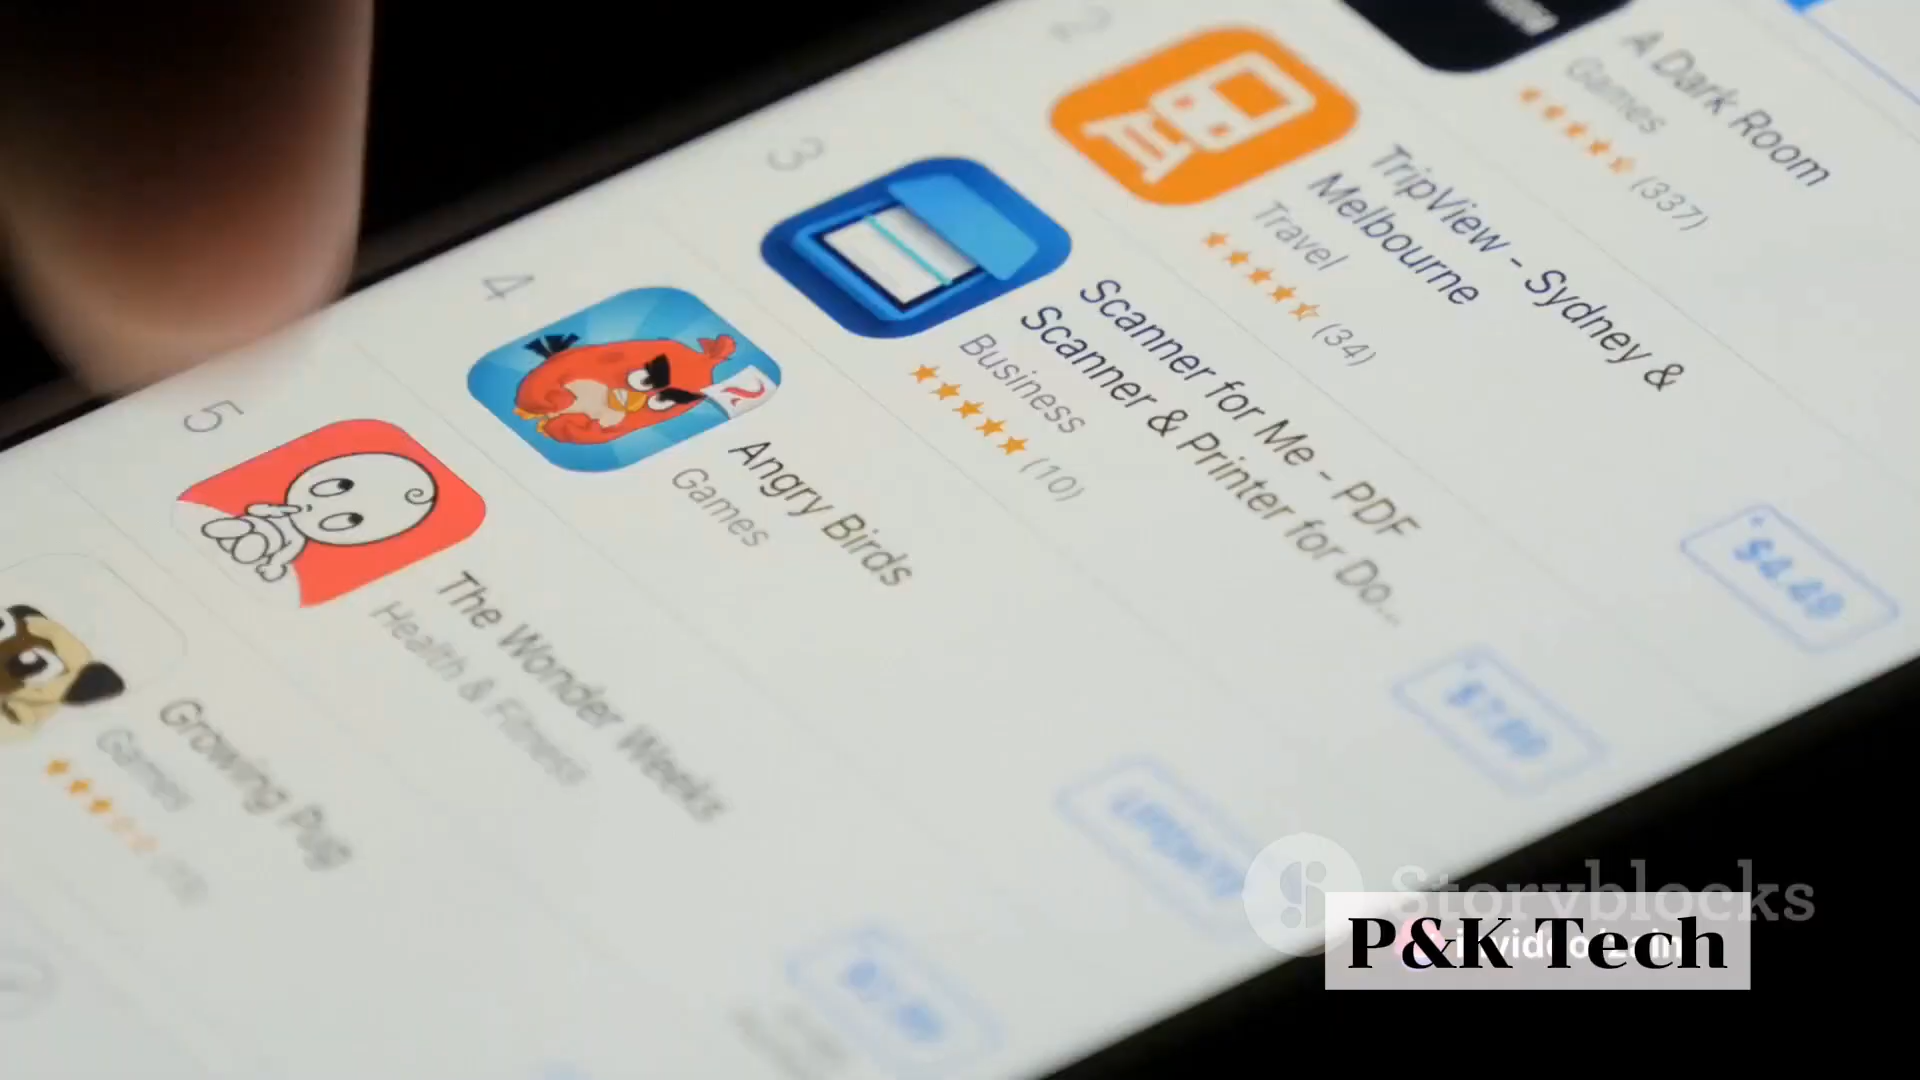 A Dark Room
Games
(337)
2
TripView - Sydney &
Melbourne
Travel
(34)
$4.49
3
Scanner for Me - PDF
Scanner & Printer for Do...
Business
(10)
4
Angry Birds
Games
UPDATE
5
The Wonder Weeks
Health & Fitness
Growing Pug
Games
Storyblocks
P&K Tech